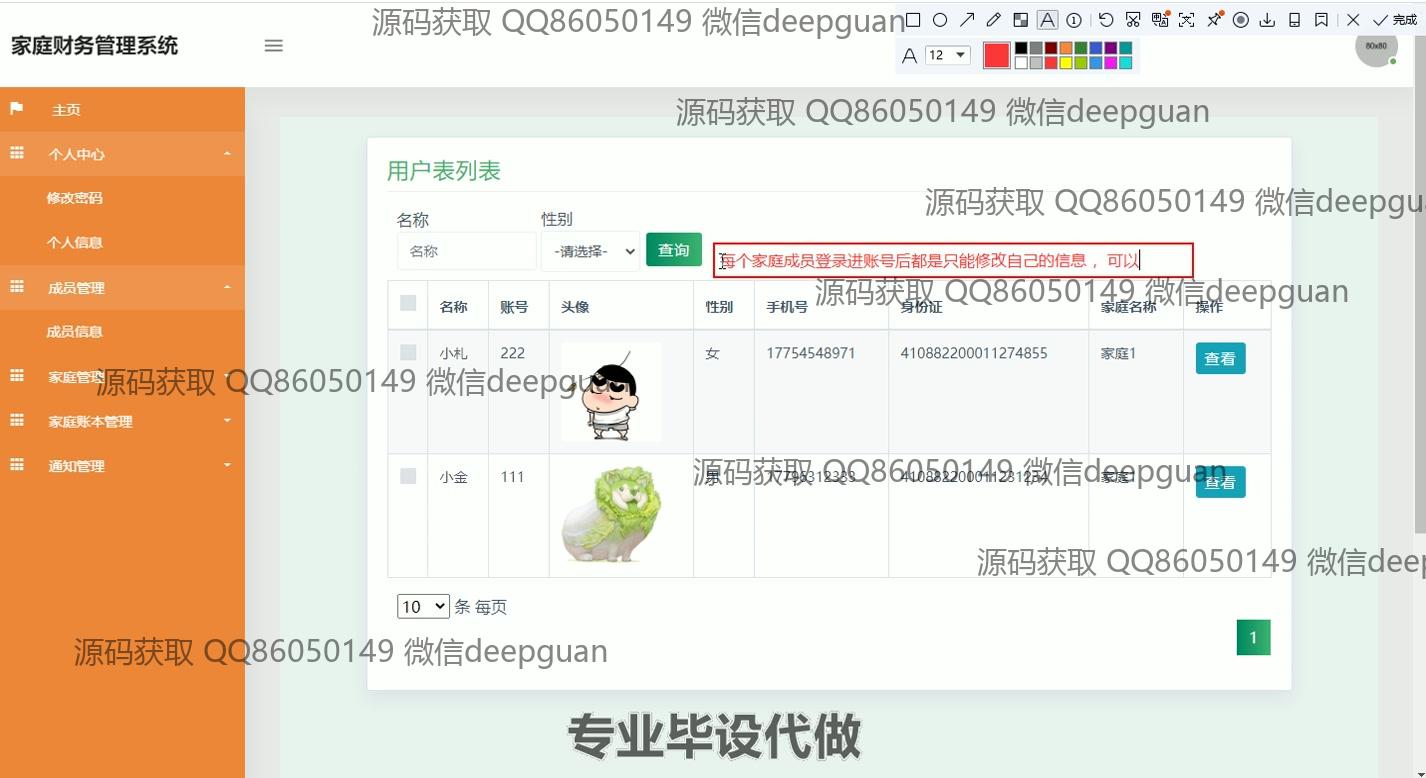 源码获取 QQ86050149 微信deepguan
完成
家庭财务管理系统
12
80x80
主页
源码获取 QQ86050149 微信deepguan
个人中心
用户表列表
修改密码
源码获取 QQ86050149 微信deepgu
名称
性别
个人信息
名称
-请选择-
查询
每个家庭成员登录进账号后都是只能修改自己的信息，可以
成员管理
源码获取 QQ86050149 微信deepguan
名称 账号 头像 性别 手机号 身份证 家庭名称 操作
成员信息
小札 222 女 17754548971 410882200011274855 家庭1 查看
家庭管理
源码获取 QQ86050149 微信deepguan
家庭账本管理
通知管理
源码获取 QQ86050149 微信deepguan
小金 111 男 17796312333 410882200011231234 家庭1 查看
源码获取 QQ86050149 微信deep
10 条 每页
1
源码获取 QQ86050149 微信deepguan
专业毕设代做